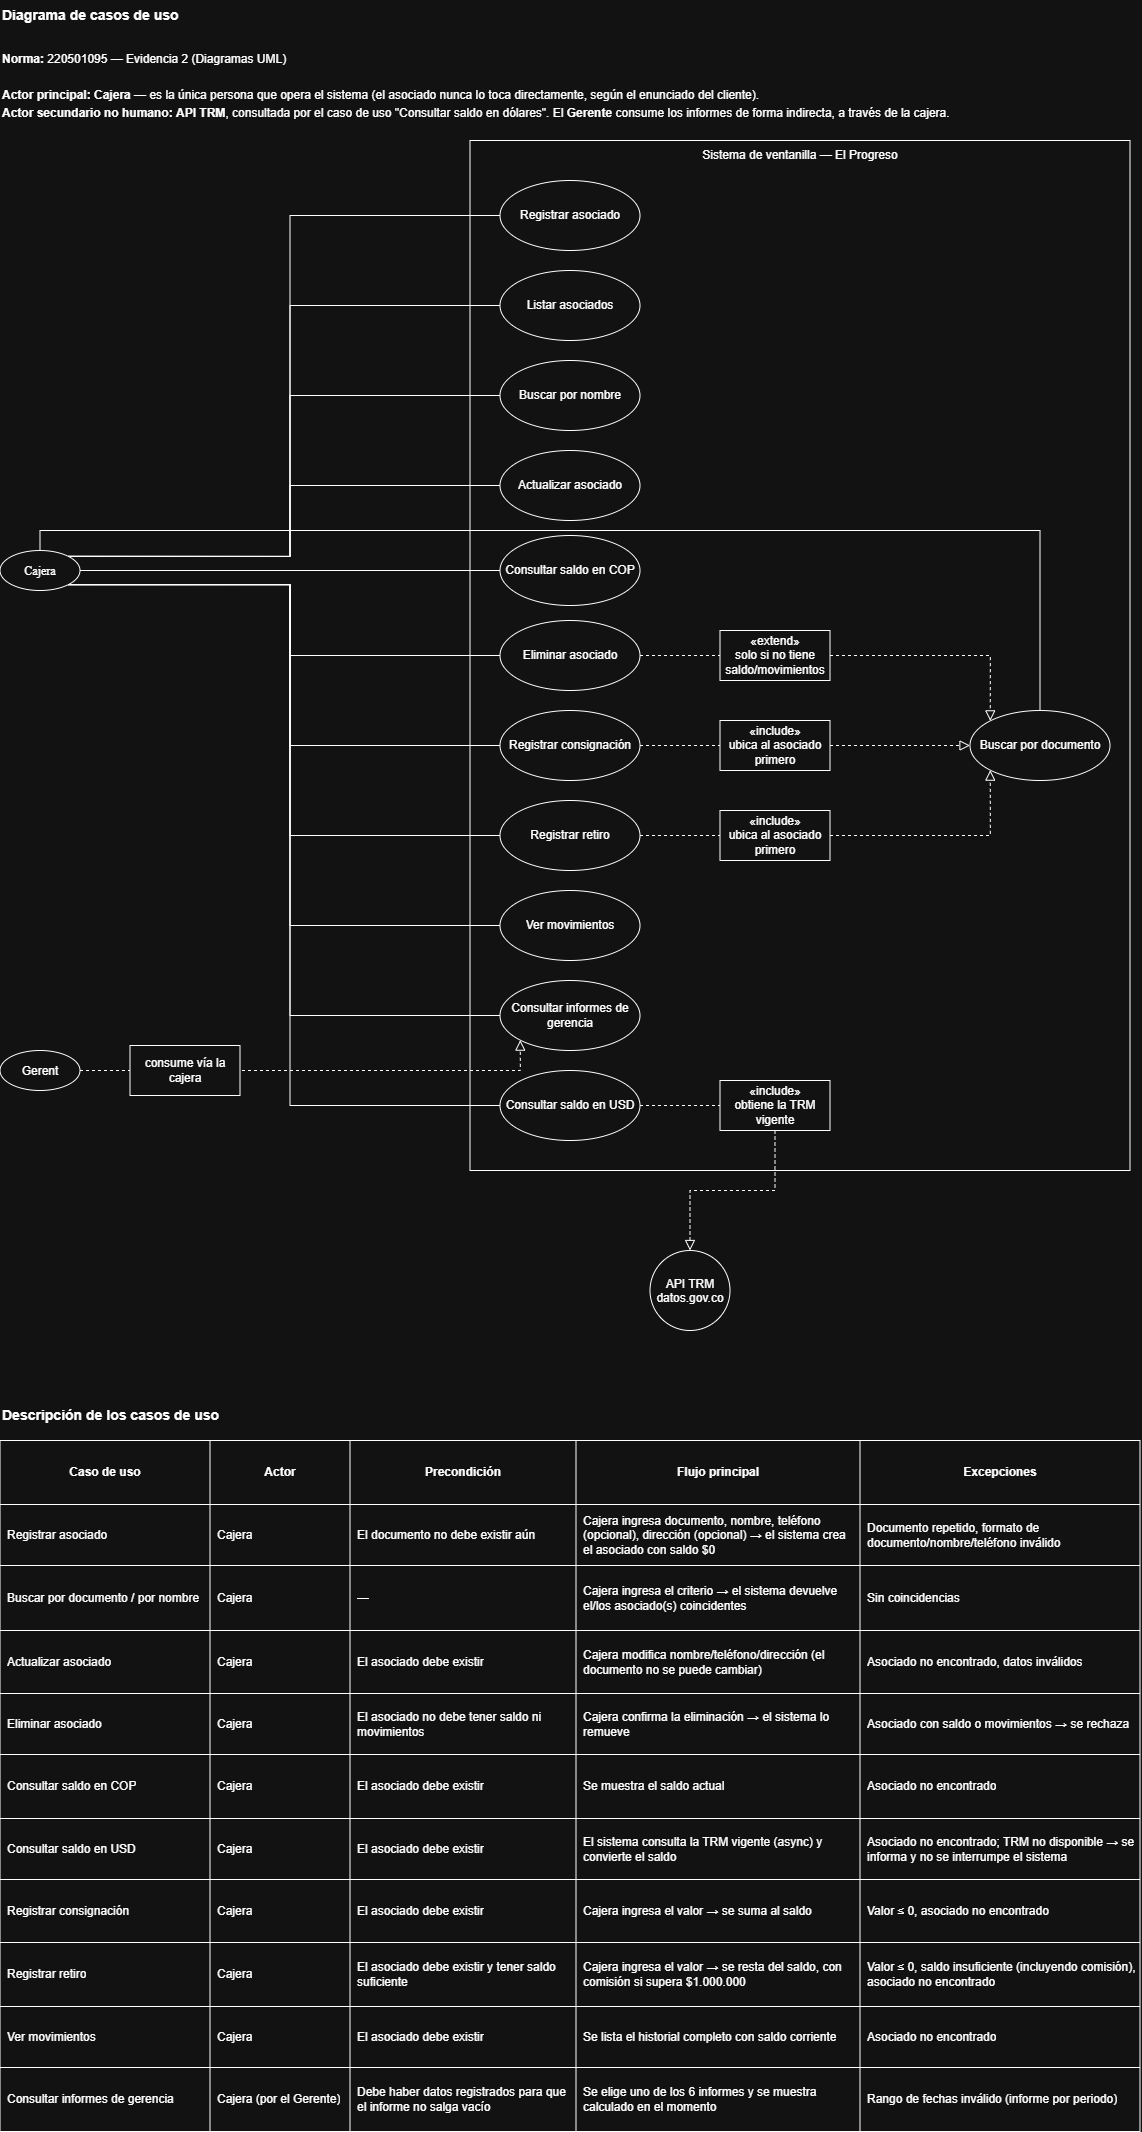 Diagrama de casos de uso
Norma: 220501095 — Evidencia 2 (Diagramas UML)
Actor principal: Cajera — es la única persona que opera el sistema (el asociado nunca lo toca directamente, según el enunciado del cliente).
Actor secundario no humano: API TRM, consultada por el caso de uso "Consultar saldo en dólares". El Gerente consume los informes de forma indirecta, a través de la cajera.
Sistema de ventanilla — El Progreso
Registrar asociado
Listar asociados
Buscar por nombre
Actualizar asociado
Cajera
Consultar saldo en COP
Eliminar asociado
«extend»
solo si no tiene
saldo/movimientos
Registrar consignación
«include»
ubica al asociado
primero
Buscar por documento
Registrar retiro
«include»
ubica al asociado
primero
Ver movimientos
Consultar informes de
gerencia
Gerent
consume vía la
cajera
Consultar saldo en USD
«include»
obtiene la TRM
vigente
API TRM
datos.gov.co
Descripción de los casos de uso
Caso de uso
Actor
Precondición
Flujo principal
Excepciones
Registrar asociado
Cajera
El documento no debe existir aún
Cajera ingresa documento, nombre, teléfono
(opcional), dirección (opcional) → el sistema crea
el asociado con saldo $0
Documento repetido, formato de
documento/nombre/teléfono inválido
Buscar por documento / por nombre
Cajera
—
Cajera ingresa el criterio → el sistema devuelve
el/los asociado(s) coincidentes
Sin coincidencias
Actualizar asociado
Cajera
El asociado debe existir
Cajera modifica nombre/teléfono/dirección (el
documento no se puede cambiar)
Asociado no encontrado, datos inválidos
Eliminar asociado
Cajera
El asociado no debe tener saldo ni
movimientos
Cajera confirma la eliminación → el sistema lo
remueve
Asociado con saldo o movimientos → se rechaza
Consultar saldo en COP
Cajera
El asociado debe existir
Se muestra el saldo actual
Asociado no encontrado
Consultar saldo en USD
Cajera
El asociado debe existir
El sistema consulta la TRM vigente (async) y
convierte el saldo
Asociado no encontrado; TRM no disponible → se
informa y no se interrumpe el sistema
Registrar consignación
Cajera
El asociado debe existir
Cajera ingresa el valor → se suma al saldo
Valor ≤ 0, asociado no encontrado
Registrar retiro
Cajera
El asociado debe existir y tener saldo
suficiente
Cajera ingresa el valor → se resta del saldo, con
comisión si supera $1.000.000
Valor ≤ 0, saldo insuficiente (incluyendo comisión),
asociado no encontrado
Ver movimientos
Cajera
El asociado debe existir
Se lista el historial completo con saldo corriente
Asociado no encontrado
Consultar informes de gerencia
Cajera (por el Gerente)
Debe haber datos registrados para que
el informe no salga vacío
Se elige uno de los 6 informes y se muestra
calculado en el momento
Rango de fechas inválido (informe por periodo)